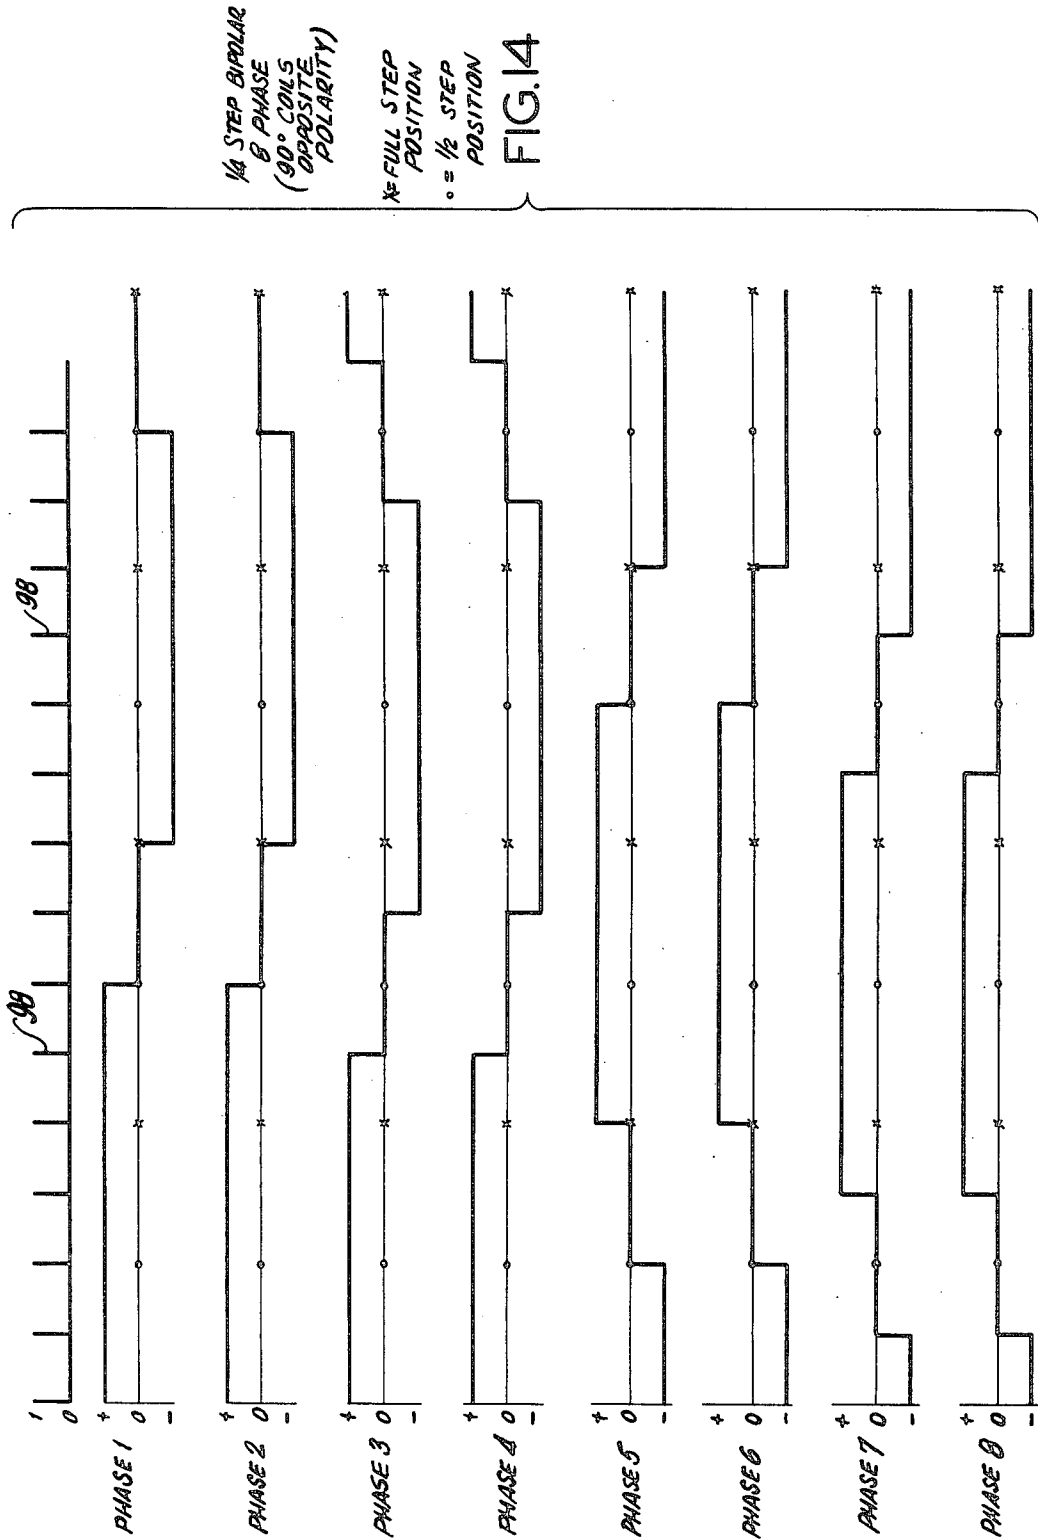 98
98
1
0
PHASE 1
+
0
-
PHASE 2
+
0
-
PHASE 3
+
0
-
PHASE 4
+
0
-
PHASE 5
+
0
-
PHASE 6
+
0
-
PHASE 7
+
0
-
PHASE 8
+
0
-
1/4 STEP BIPOLAR
8 PHASE
(90° COILS
OPPOSITE
POLARITY)
X=FULL STEP
POSITION
o = 1/2 STEP
POSITION
FIG.14